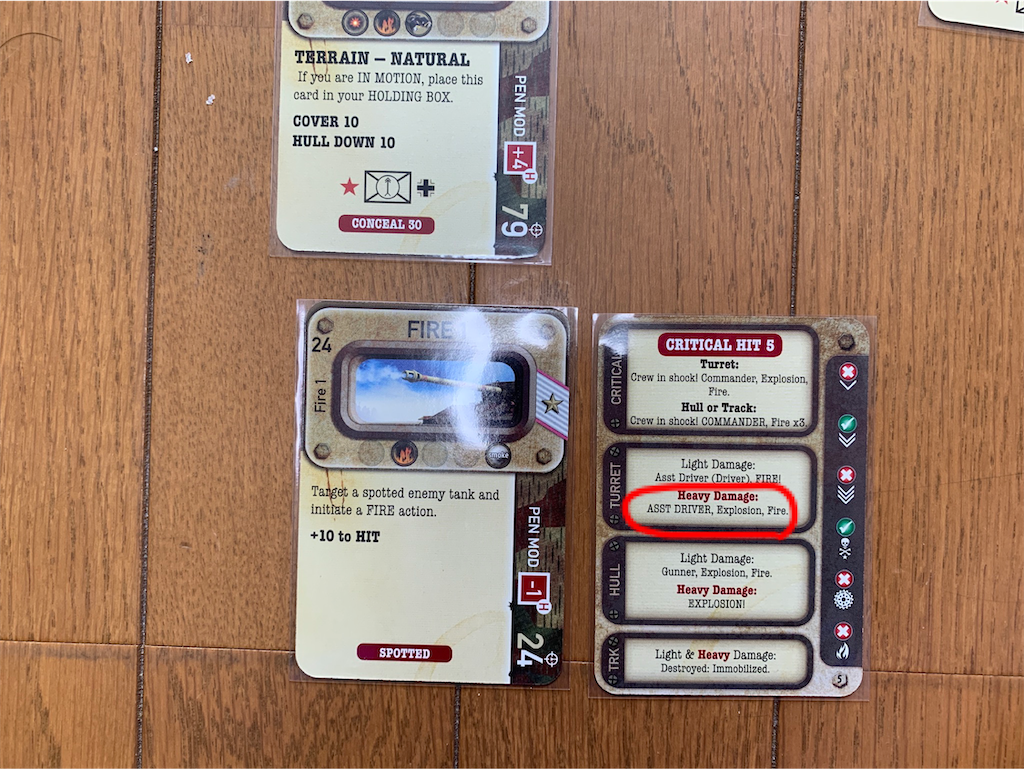 TERRAIN – NATURAL
If you are IN MOTION, place this
card in your HOLDING BOX.
COVER 10
HULL DOWN 10
CONCEAL 30
PEN MOD
+4
H
79
FIRE
24
Fire 1
smoke
Target a spotted enemy tank and
initiate a FIRE action.
+10 to HIT
SPOTTED
PEN MOD
-1
H
24
CRITICAL
CRITICAL HIT 5
Turret:
Crew in shock! Commander, Explosion,
Fire.
Hull or Track:
Crew in shock! COMMANDER, Fire x3.
TURRET
Light Damage:
Asst Driver (Driver), FIRE!
Heavy Damage:
ASST DRIVER, Explosion, Fire.
HULL
Light Damage:
Gunner, Explosion, Fire.
Heavy Damage:
EXPLOSION!
TRK
Light & Heavy Damage:
Destroyed: Immobilized.
5